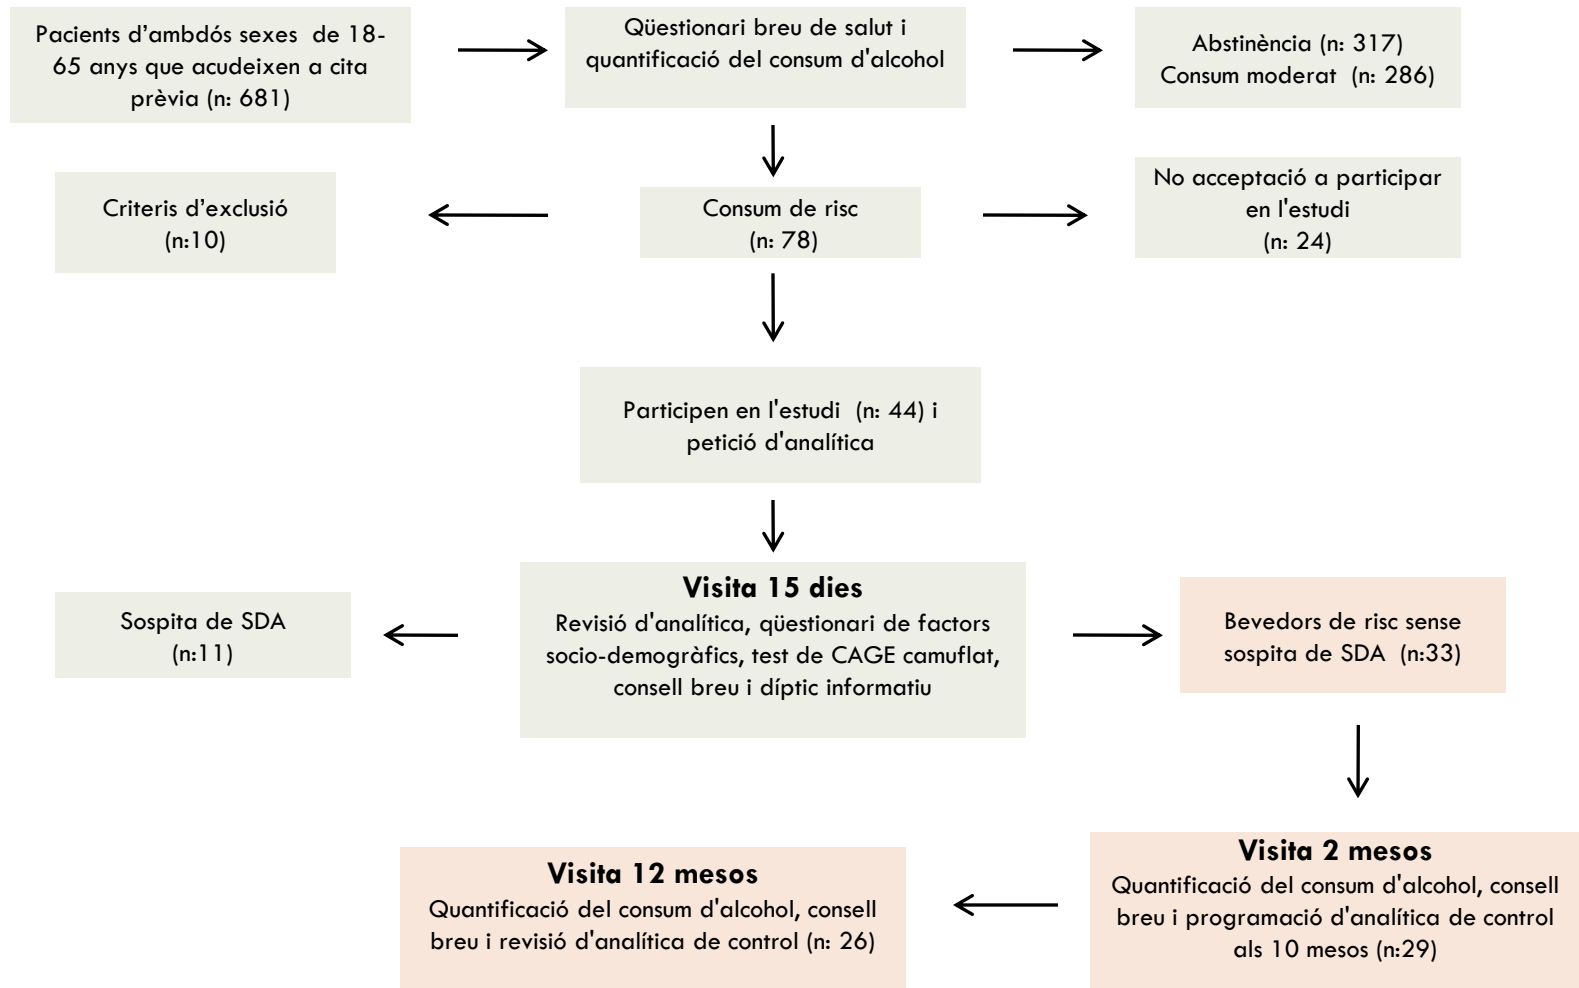 Pacients d’ambdós sexes de 18-
65 anys que acudeixen a cita
prèvia (n: 681)
Qüestionari breu de salut i
quantificació del consum d'alcohol
Abstinència (n: 317)
Consum moderat (n: 286)
Criteris d’exclusió
(n:10)
Consum de risc
(n: 78)
No acceptació a participar
en l'estudi
(n: 24)
Participen en l'estudi (n: 44) i
petició d'analítica
Visita 15 dies
Revisió d'analítica, qüestionari de factors
socio-demogràfics, test de CAGE camuflat,
consell breu i díptic informatiu
Sospita de SDA
(n:11)
Bevedors de risc sense
sospita de SDA (n:33)
Visita 12 mesos
Quantificació del consum d'alcohol, consell
breu i revisió d'analítica de control (n: 26)
Visita 2 mesos
Quantificació del consum d'alcohol, consell
breu i programació d'analítica de control
als 10 mesos (n:29)